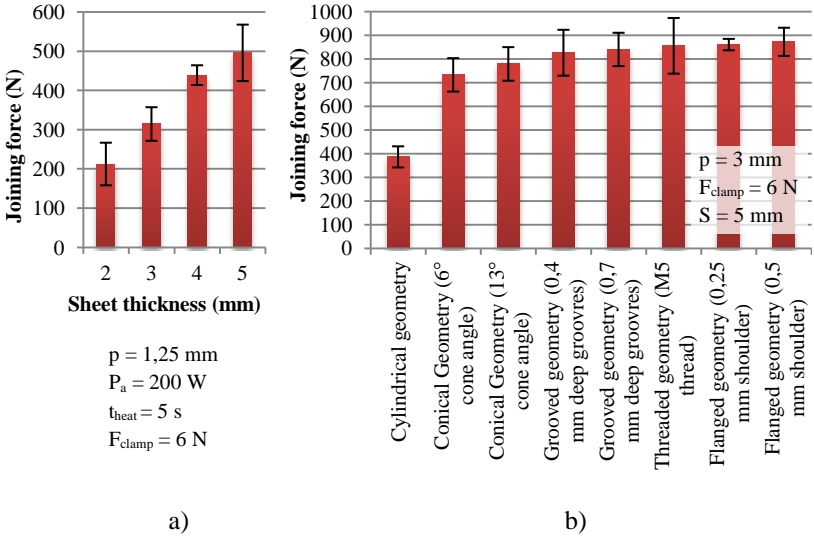 Joining force (N)
600
500
400
300
200
100
0
2 3 4 5
Sheet thickness (mm)
p = 1,25 mm
Pa = 200 W
theat = 5 s
Fclamp = 6 N
a)
Joining force (N)
1000
900
800
700
600
500
400
300
200
100
0
p = 3 mm
Fclamp = 6 N
S = 5 mm
Cylindrical geometry
Conical Geometry (6°
cone angle)
Conical Geometry (13°
cone angle)
Grooved geometry (0,4
mm deep groovres)
Grooved geometry (0,7
mm deep groovres)
Threaded geometry (M5
thread)
Flanged geometry (0,25
mm shoulder)
Flanged geometry (0,5
mm shoulder)
b)